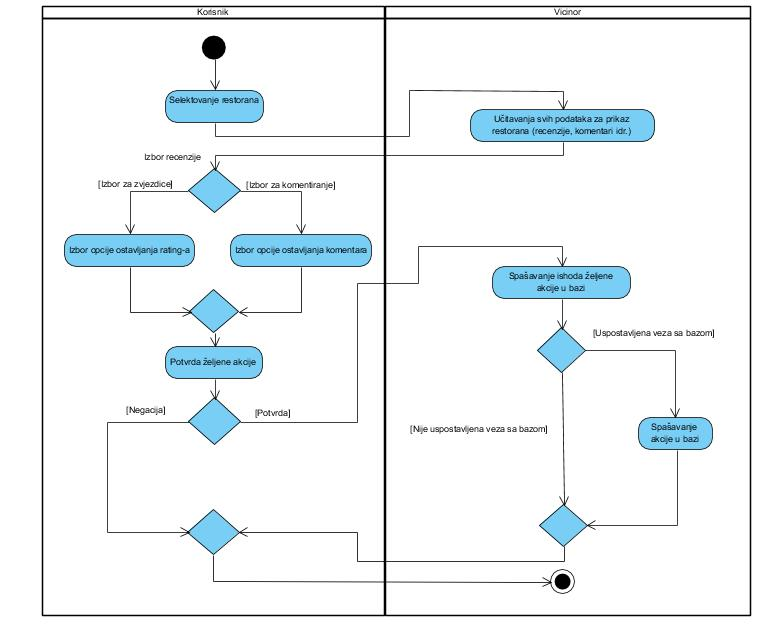 Korisnik
Vicinor
Selektovanje restorana
Učitavanja svih podataka za prikaz
restorana (recenzije, komentari idr.)
Izbor recenzije
[Izbor za zvjezdice]
[Izbor za komentiranje]
Izbor opcije ostavljanja rating-a
Izbor opcije ostavljanja komentara
Spašavanje ishoda željene
akcije u bazi
[Uspostavljena veza sa bazom]
Potvrda željene akcije
[Negacija]
[Potvrda]
[Nije uspostavljena veza sa bazom]
Spašavanje
akcije u bazi